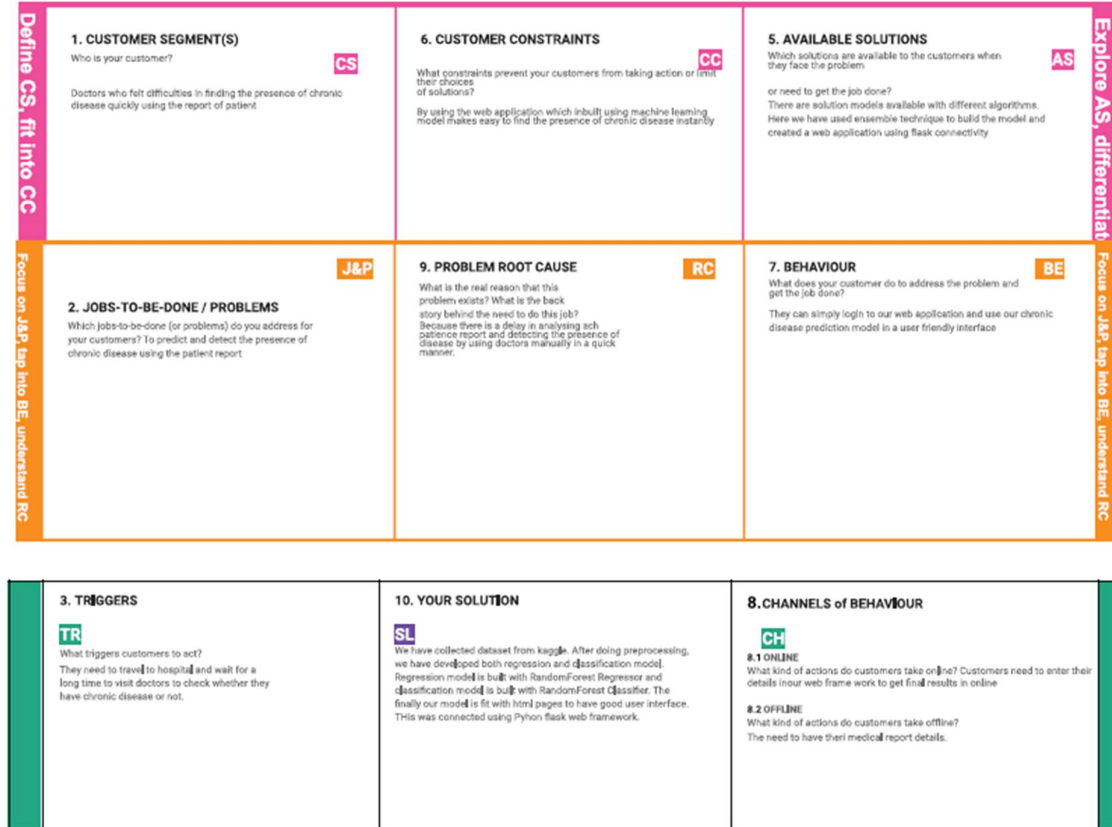 Define CS, fit into CC
1. CUSTOMER SEGMENT(S)
Who is your customer?
CS
Doctors who felt difficulties in finding the presence of chronic
disease quickly using the report of patient
6. CUSTOMER CONSTRAINTS
CC
What constraints prevent your customers from taking action or limit
their choices
of solutions?
By using the web application which inbuilt using machine learning
model makes easy to find the presence of chronic disease instantly
5. AVAILABLE SOLUTIONS
Which solutions are available to the customers when
they face the problem
AS
or need to get the job done?
There are solution models available with different algorithms.
Here we have used ensemble technique to build the model and
created a web application using flask connectivity
Explore AS, differentiat
Focus on J&P, tap into BE, understand RC
J&P
2. JOBS-TO-BE-DONE / PROBLEMS
Which jobs-to-be-done (or problems) do you address for
your customers? To predict and detect the presence of
chronic disease using the patient report
9. PROBLEM ROOT CAUSE
RC
What is the real reason that this
problem exists? What is the back
story behind the need to do this job?
Because there is a delay in analysing ach
patience report and detecting the presence of
disease by using doctors manually in a quick
manner.
7. BEHAVIOUR
BE
What does your customer do to address the problem and
get the job done?
They can simply login to our web application and use our chronic
disease prediction model in a user friendly interface
Focus on J&P, tap into BE, understand RC
3. TRIGGERS
TR
What triggers customers to act?
They need to travel to hospital and wait for a
long time to visit doctors to check whether they
have chronic disease or not.
10. YOUR SOLUTION
SL
We have collected dataset from kaggle. After doing preprocessing,
we have developed both regression and classification model.
Regression model is built with RandomForest Regressor and
classification model is built with RandomForest Classifier. The
finally our model is fit with html pages to have good user interface.
THis was connected using Pyhon flask web framework.
8.CHANNELS of BEHAVIOUR
CH
8.1 ONLINE
What kind of actions do customers take online? Customers need to enter their
details inour web frame work to get final results in online
8.2 OFFLINE
What kind of actions do customers take offline?
The need to have theri medical report details.